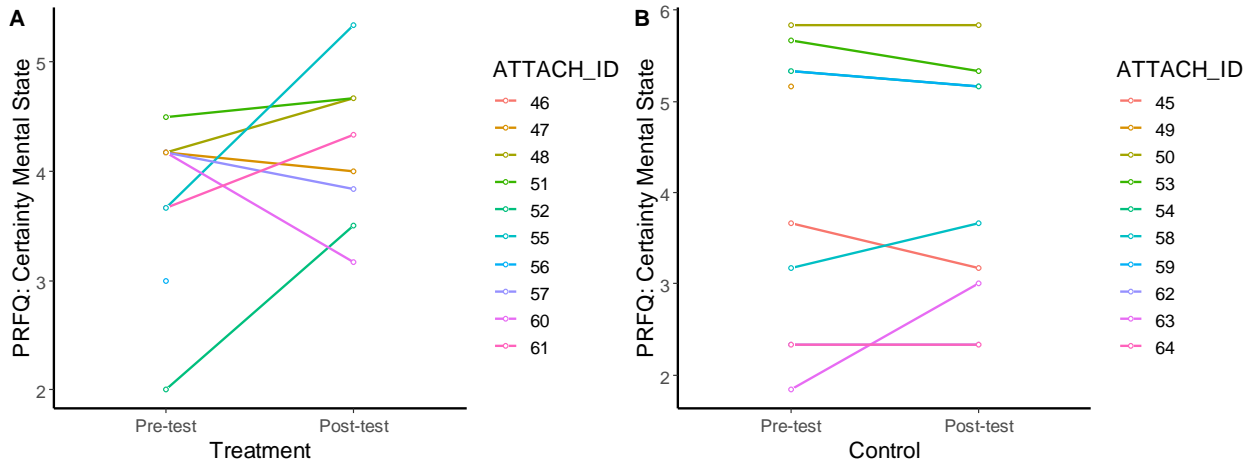 A
PRFQ: Certainty Mental State
5
4
3
2
Pre-test
Post-test
Treatment
ATTACH_ID
46
47
48
51
52
55
56
57
60
61
B
PRFQ: Certainty Mental State
6
5
4
3
2
Pre-test
Post-test
Control
ATTACH_ID
45
49
50
53
54
58
59
62
63
64